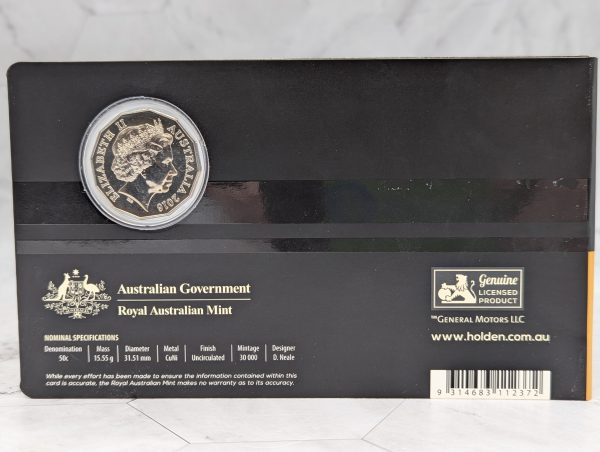 ELIZABETH II AUSTRALIA 2016
Australian Government
Royal Australian Mint
NOMINAL SPECIFICATIONS
Denomination Mass Diameter Metal Finish Mintage Designer
50c 15.55 g 31.51 mm CuNi Uncirculated 30 000 D. Neale
While every effort has been made to ensure the information contained within this
card is accurate, the Royal Australian Mint makes no warranty as to its accuracy.
Genuine
LICENSED
PRODUCT
TM© GENERAL MOTORS LLC
www.holden.com.au
9 314683 112372